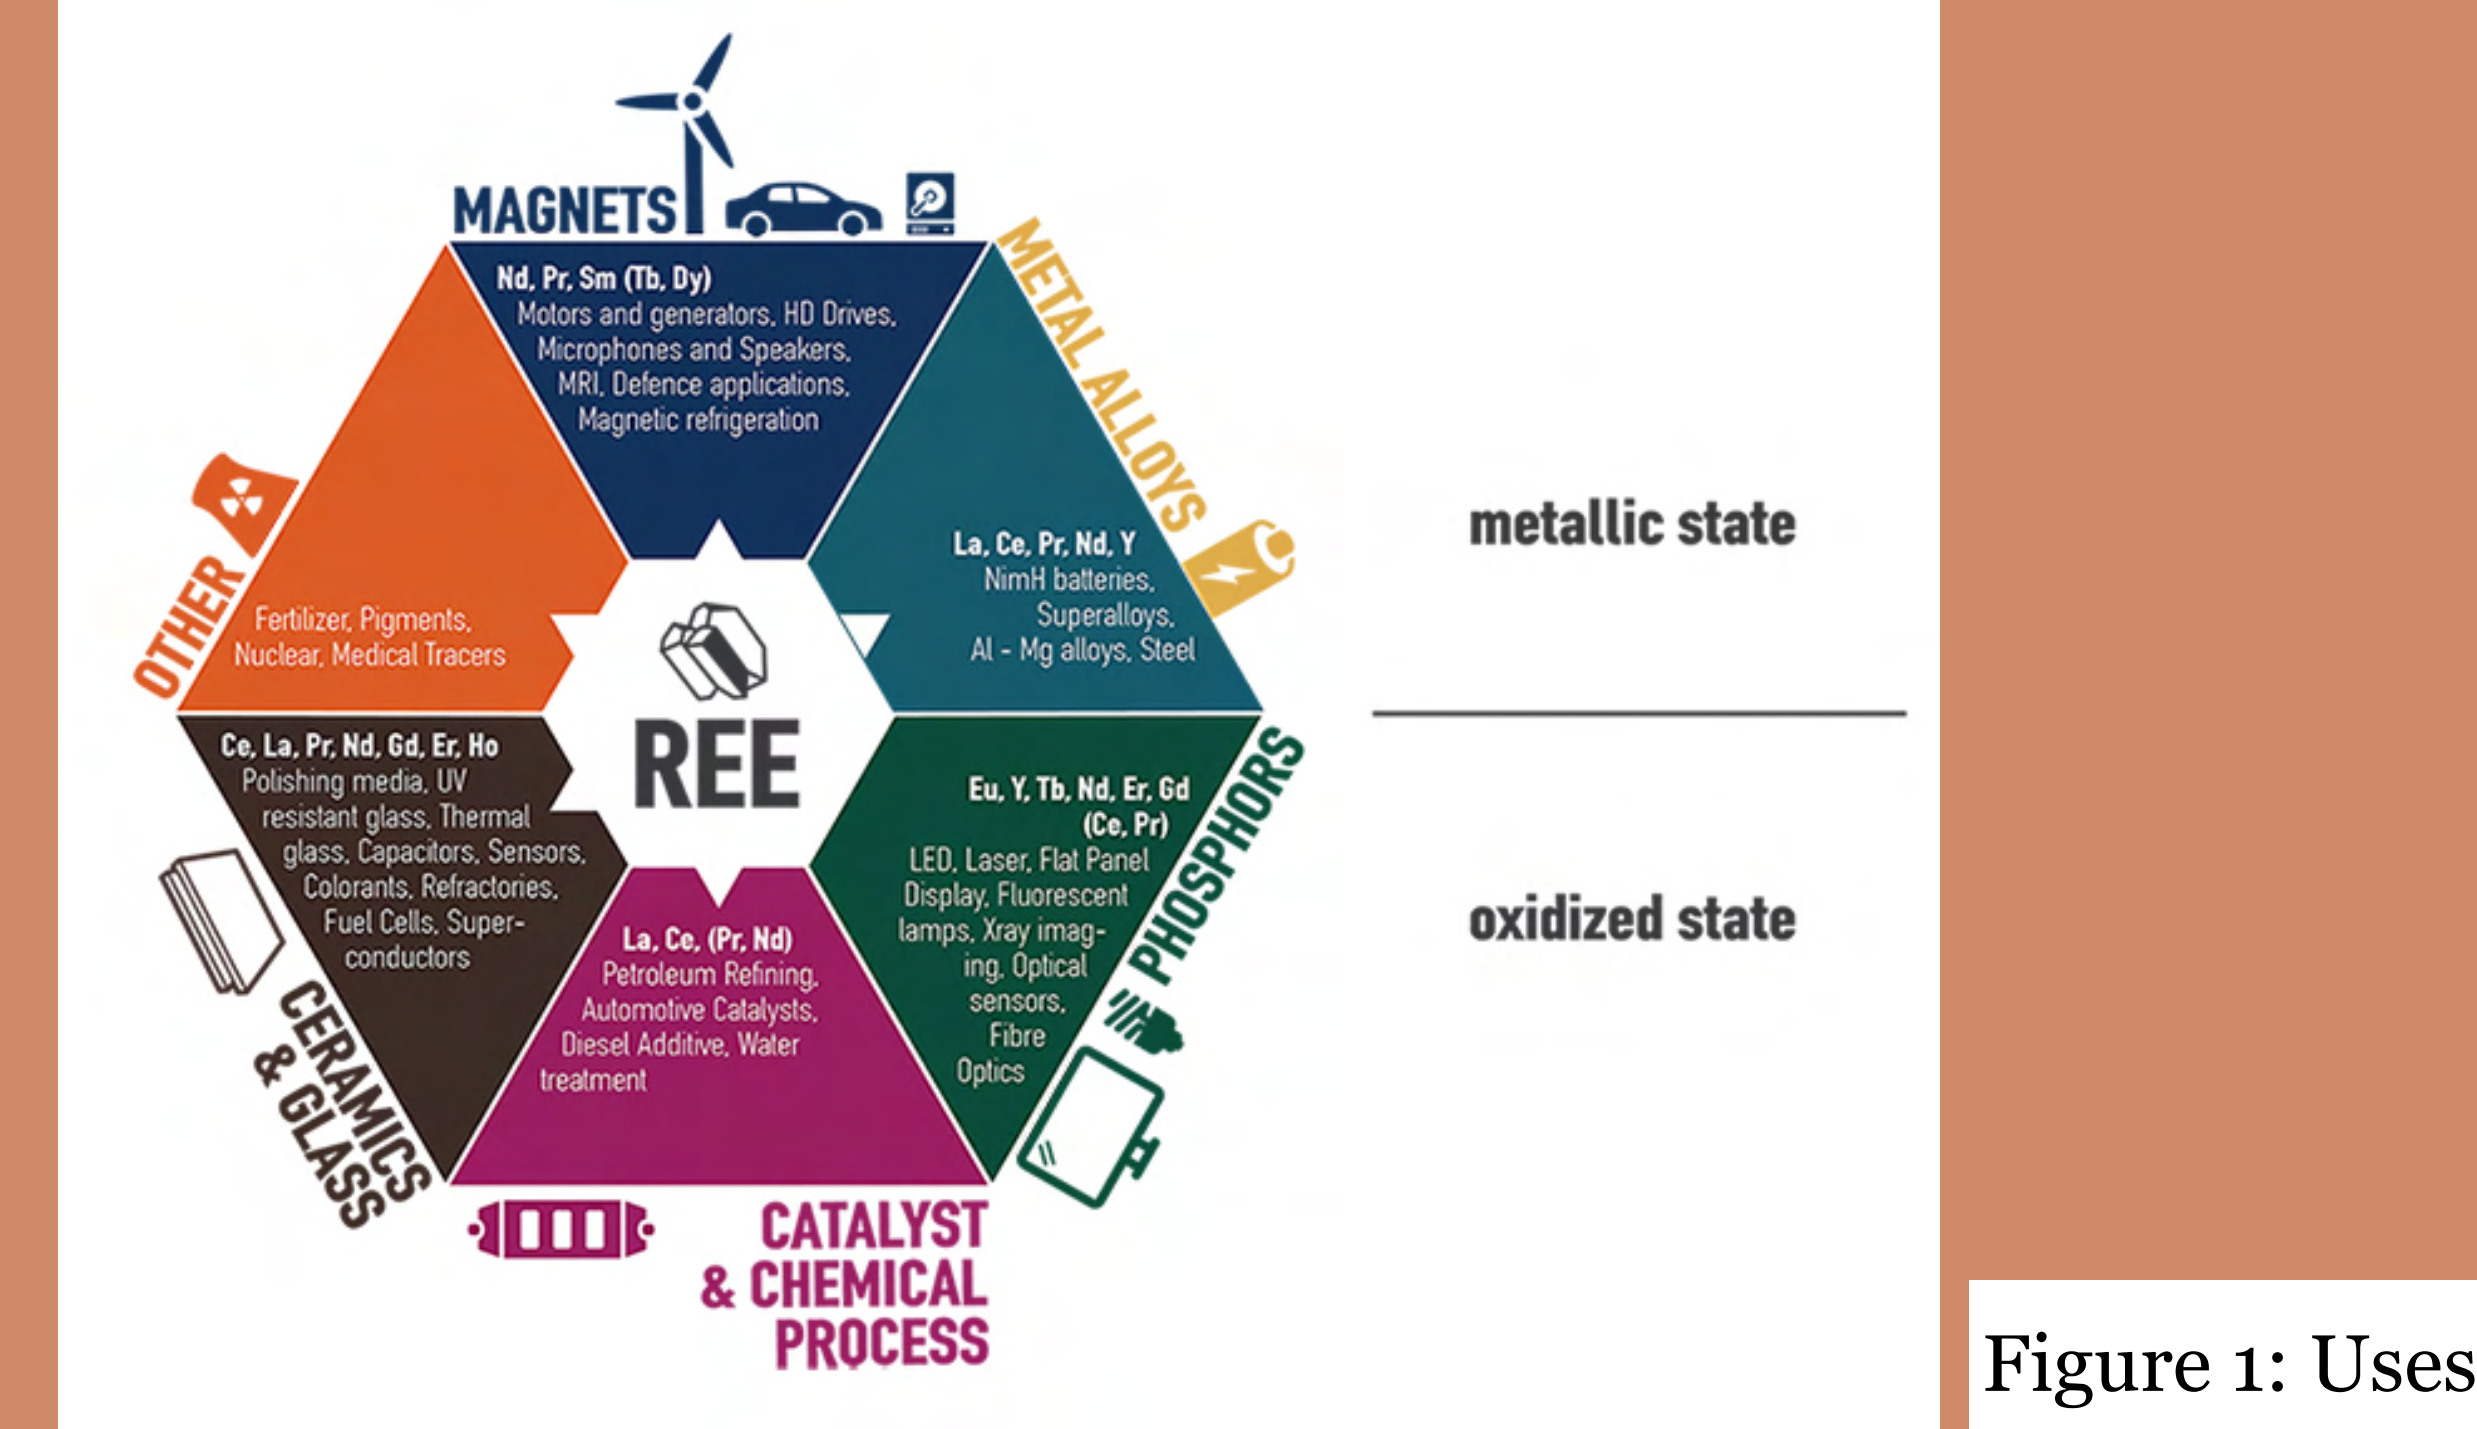 MAGNETS
Nd, Pr, Sm (Tb, Dy)
Motors and generators, HD Drives,
Microphones and Speakers,
MRI, Defence applications,
Magnetic refrigeration
METAL ALLOYS
La, Ce, Pr, Nd, Y
NimH batteries,
Superalloys,
Al - Mg alloys, Steel
metallic state
OTHER
Fertilizer, Pigments,
Nuclear, Medical Tracers
REE
Ce, La, Pr, Nd, Gd, Er, Ho
Polishing media, UV
resistant glass, Thermal
glass, Capacitors, Sensors,
Colorants, Refractories,
Fuel Cells, Super-
conductors
CERAMICS
& GLASS
La, Ce, (Pr, Nd)
Petroleum Refining,
Automotive Catalysts,
Diesel Additive, Water
treatment
CATALYST
& CHEMICAL
PROCESS
Eu, Y, Tb, Nd, Er, Gd
(Ce, Pr)
LED, Laser, Flat Panel
Display, Fluorescent
lamps, Xray imag-
ing, Optical
sensors,
Fibre
Optics
PHOSPHORS
oxidized state
Figure 1: Uses